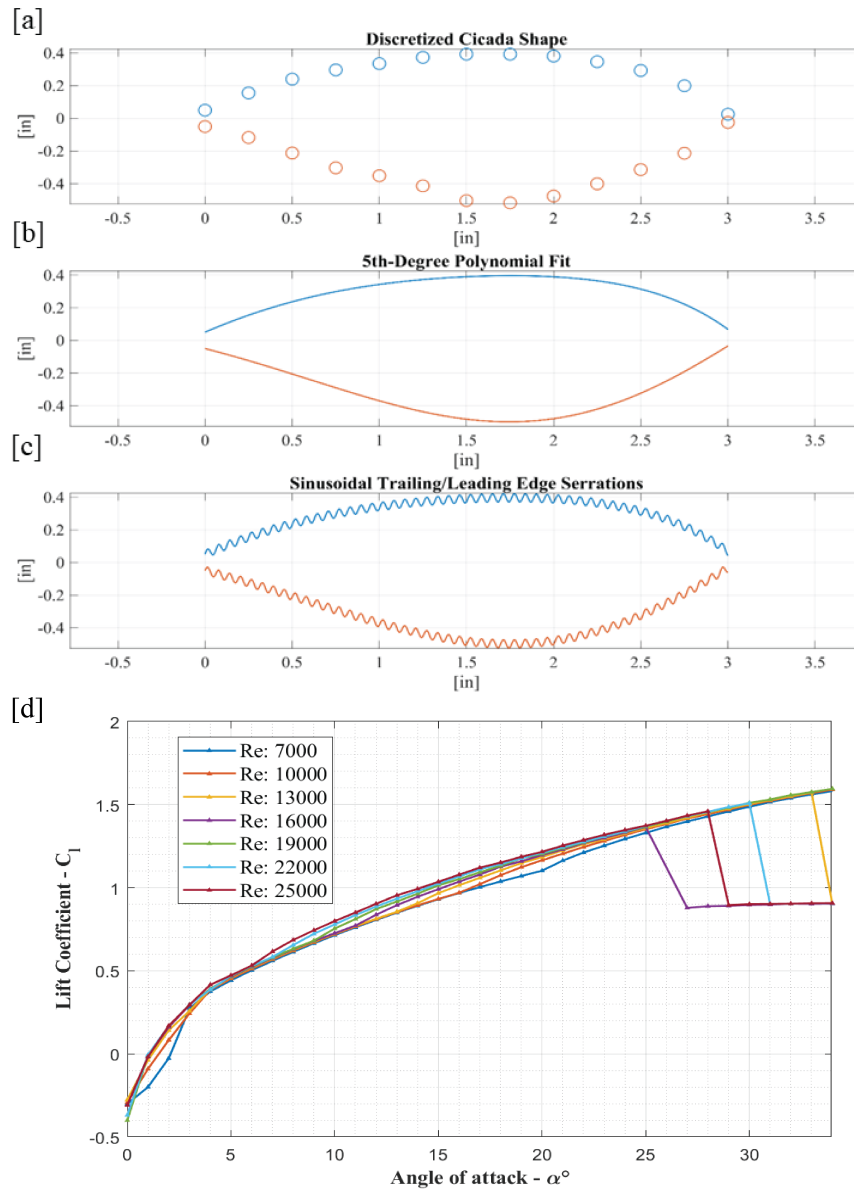 [a]
Discretized Cicada Shape
0.4
0.2
0
-0.2
-0.4
[in]
-0.5 0 0.5 1 1.5 2 2.5 3 3.5
[in]
[b]
5th-Degree Polynomial Fit
0.4
0.2
0
-0.2
-0.4
[in]
-0.5 0 0.5 1 1.5 2 2.5 3 3.5
[in]
[c]
Sinusoidal Trailing/Leading Edge Serrations
0.4
0.2
0
-0.2
-0.4
[in]
-0.5 0 0.5 1 1.5 2 2.5 3 3.5
[in]
[d]
2
1.5
1
0.5
0
-0.5
Lift Coefficient - Cl
Re: 7000
Re: 10000
Re: 13000
Re: 16000
Re: 19000
Re: 22000
Re: 25000
0 5 10 15 20 25 30
Angle of attack - α°